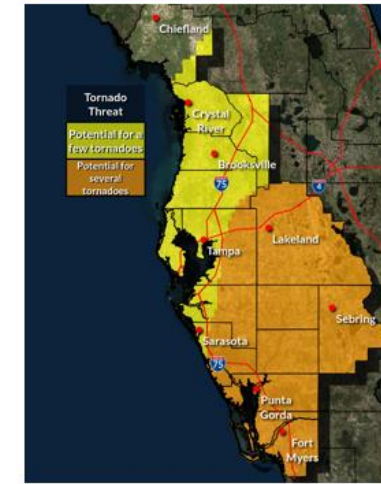 Chiefland
Tornado
Threat
Potential for a
few tornadoes
Potential for
several
tornadoes
Crystal
River
Brooksville
75
4
Tampa
Lakeland
Sebring
Sarasota
75
Punta
Gorda
Fort
Myers